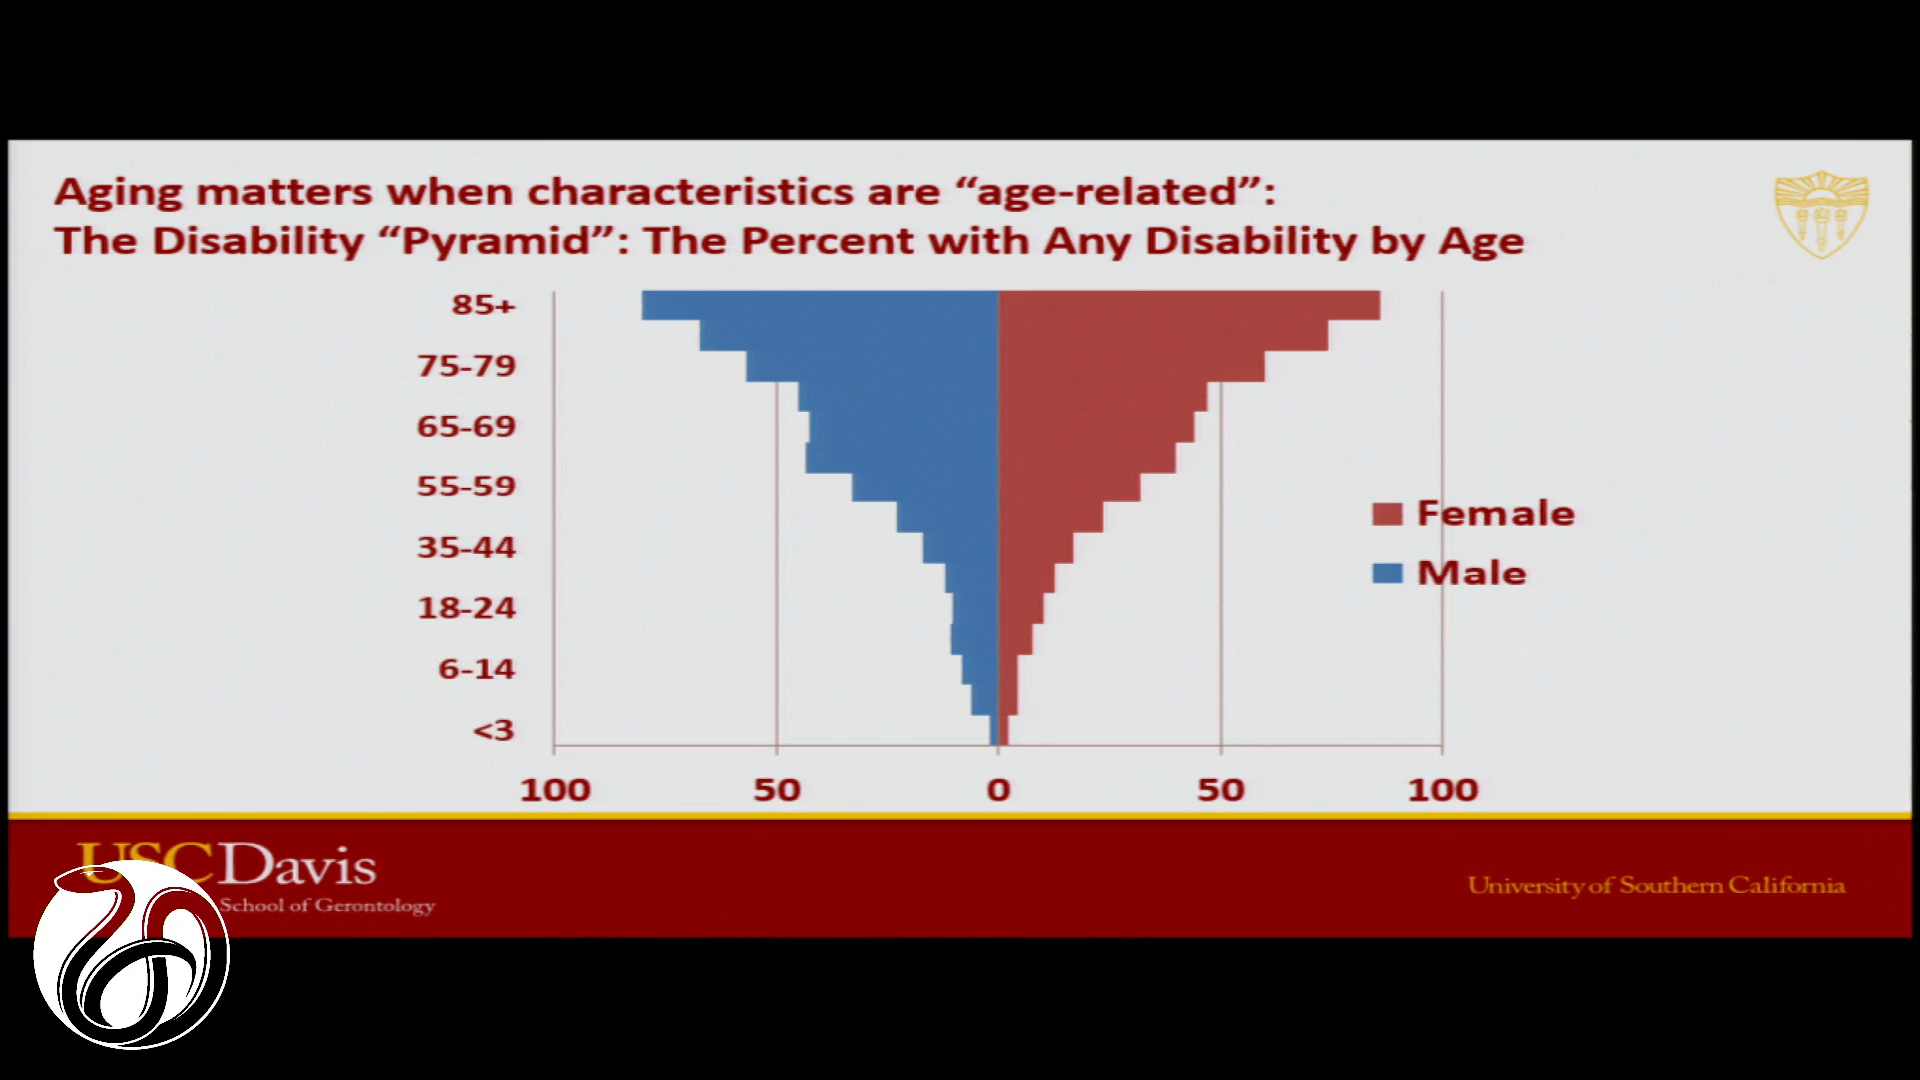 Aging matters when characteristics are “age-related”:
The Disability “Pyramid”: The Percent with Any Disability by Age
85+
75-79
65-69
55-59
35-44
18-24
6-14
<3
100 50 0 50 100
Female
Male
USC Davis
School of Gerontology
University of Southern California